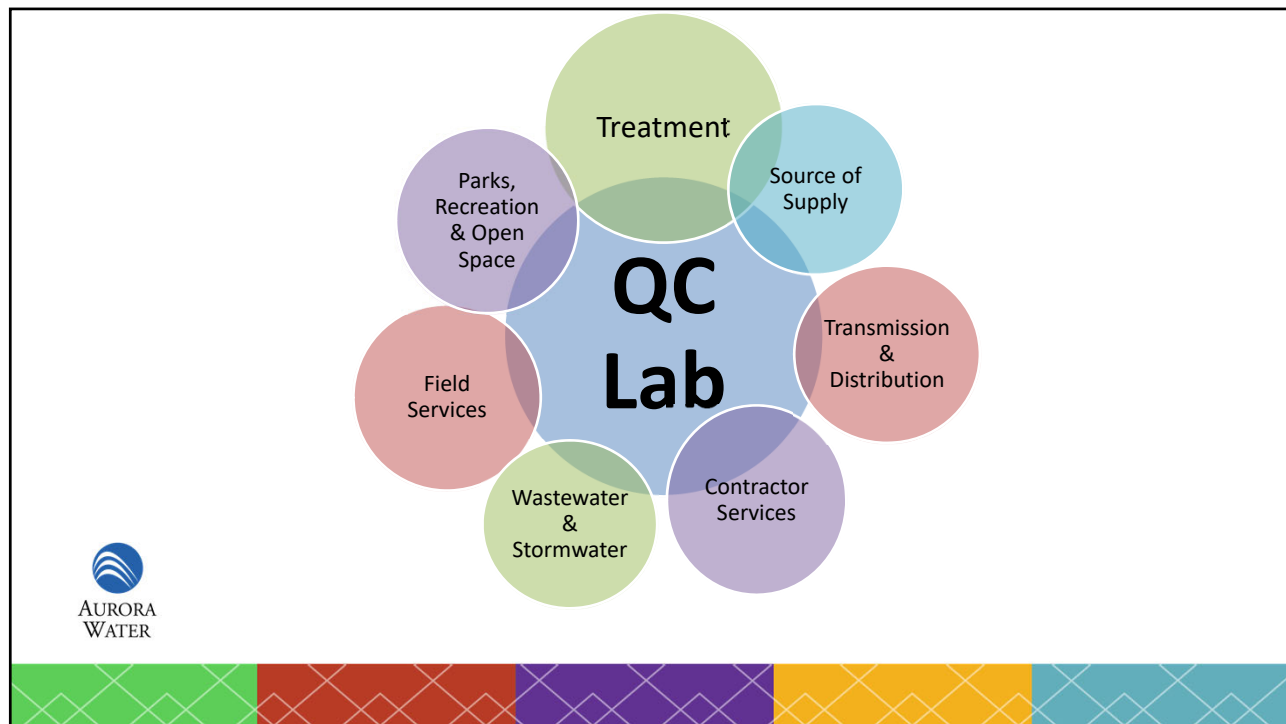 Treatment
Source of
Supply
Transmission
&
Distribution
Contractor
Services
Wastewater
&
Stormwater
Field
Services
Parks,
Recreation
& Open
Space
QC
Lab
AURORA
WATER